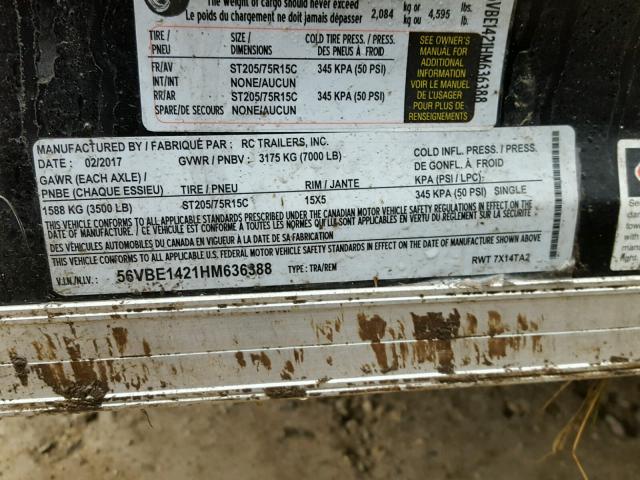 The weight of cargo should never exceed
Le poids du chargement ne doit jamais dépasser 2,084 kg or kg ou 4,595 lbs. lb.
TIRE / PNEU SIZE / DIMENSIONS COLD TIRE PRESS. / DES PNEUS À FROID
FR/AV ST205/75R15C 345 KPA (50 PSI)
INT/INT NONE/AUCUN
RR/AR ST205/75R15C 345 KPA (50 PSI)
SPARE/DE SECOURS NONE/AUCUN
SEE OWNER'S
MANUAL FOR
ADDITIONAL
INFORMATION
VOIR LE MANUEL
DE L'USAGER
POUR PLUS DE
RENSEIGNEMENTS
VBE1421HM636388
MANUFACTURED BY / FABRIQUÉ PAR : RC TRAILERS, INC.
DATE : 02/2017 GVWR / PNBV : 3175 KG (7000 LB)
GAWR (EACH AXLE) / PNBE (CHAQUE ESSIEU) TIRE / PNEU RIM / JANTE COLD INFL. PRESS. / PRESS. DE GONFL. À FROID KPA (PSI / LPC)
1588 KG (3500 LB) ST205/75R15C 15X5 345 KPA (50 PSI) SINGLE
THIS VEHICLE CONFORMS TO ALL APPLICABLE STANDARDS PRESCRIBED UNDER THE CANADIAN MOTOR VEHICLE SAFETY REGULATIONS IN EFFECT
ON THE DATE OF MANUFACTURE / CE VÉHICULE EST CONFORME À TOUTES LES NORMES QUI LUI SONT APPLICABLES EN VERTU DU RÈGLEMENT SUR LA
SÉCURITÉ DES VÉHICULES AUTOMOBILES DU CANADA EN VIGUEUR À LA DATE DE SA FABRICATION.
THIS VEHICLE CONFORMS TO ALL APPLICABLE U.S. FEDERAL MOTOR VEHICLE SAFETY STANDARDS IN EFFECT ON THE DATE OF MANUFACTURE SHOWN ABOVE.
V.I.N./N.I.V.: 56VBE1421HM636388 TYPE : TRA/REM RWT 7X14TA2